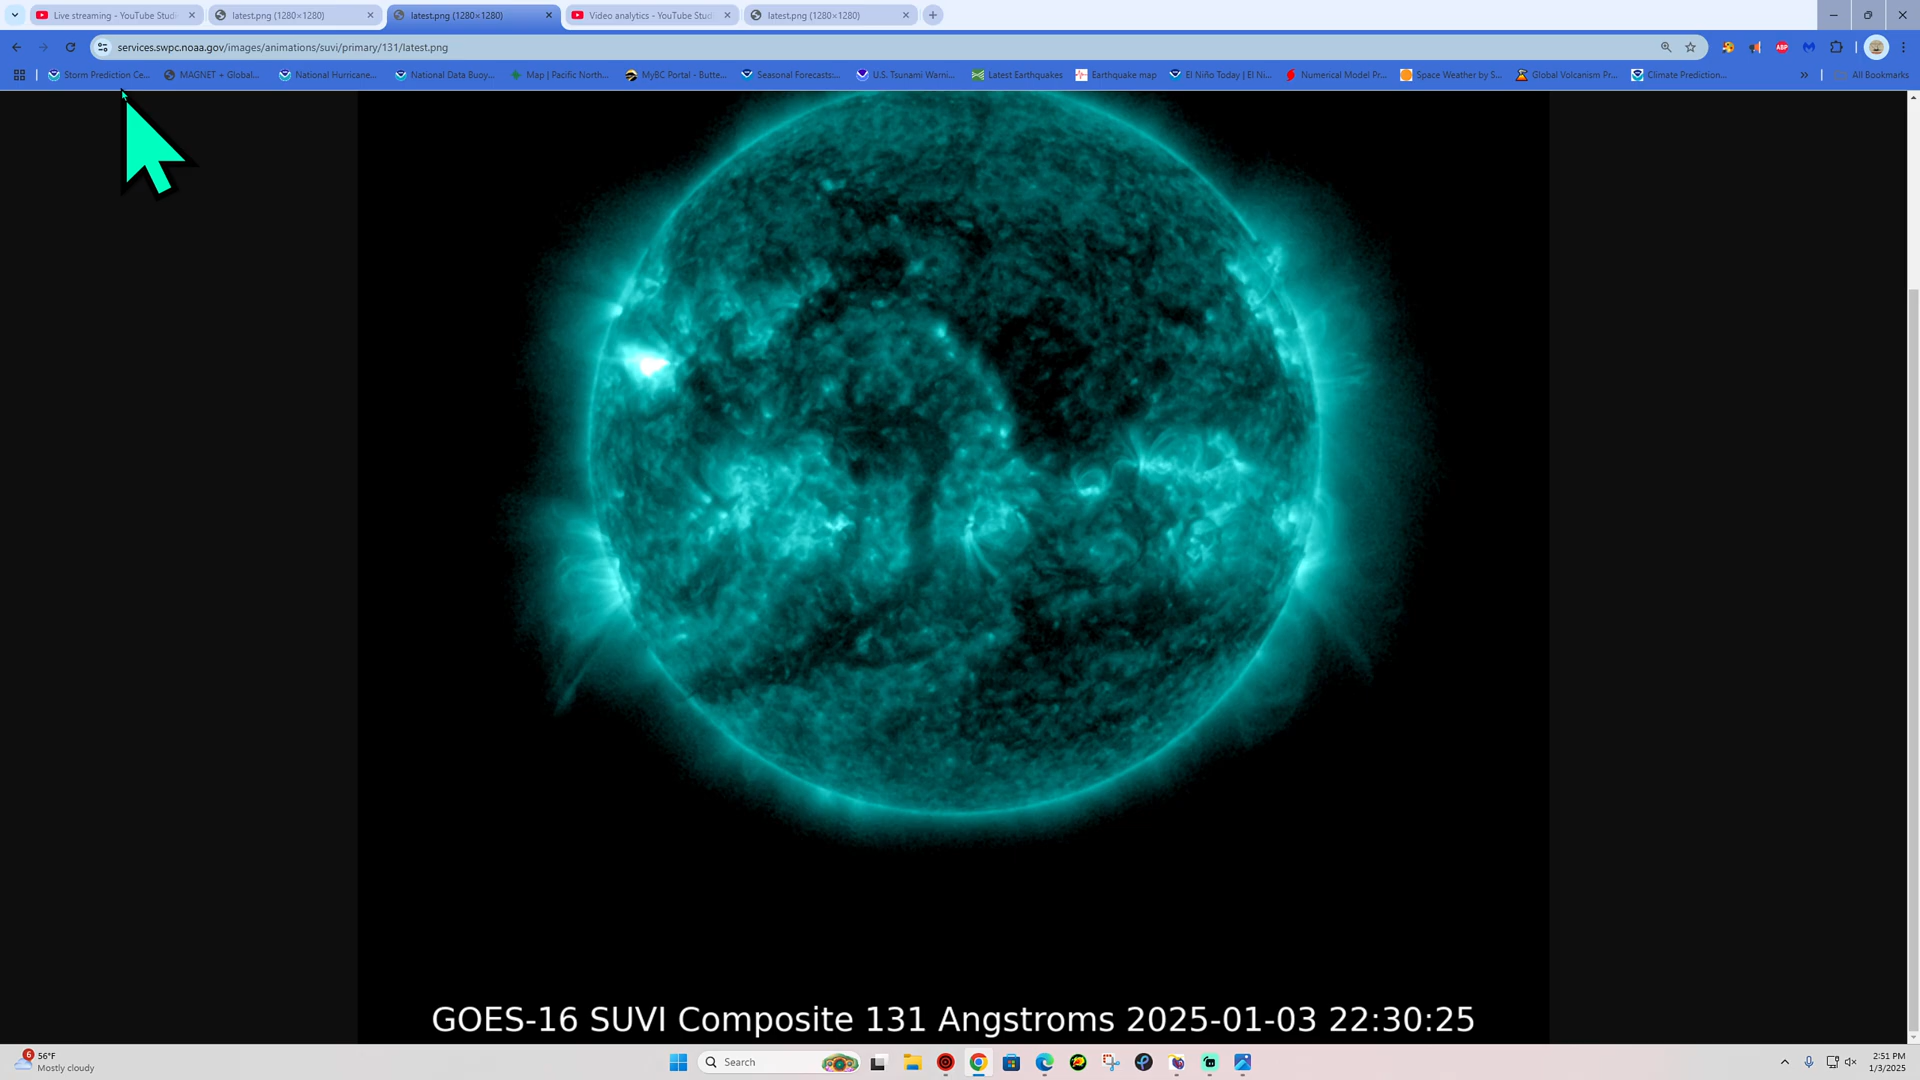 Live streaming - YouTube Stud
latest.png (1280×1280)
latest.png (1280×1280)
Video analytics - YouTube Stud
latest.png (1280×1280)
services.swpc.noaa.gov/images/animations/suvi/primary/131/latest.png
ABP
Storm Prediction Ce...
MAGNET + Global...
National Hurricane...
National Data Buoy...
Map | Pacific North...
MyBC Portal - Butte...
Seasonal Forecasts:...
U.S. Tsunami Warni...
Latest Earthquakes
Earthquake map
El Niño Today | El Ni...
Numerical Model Pr...
Space Weather by S...
Global Volcanism Pr...
Climate Prediction...
All Bookmarks
GOES-16 SUVI Composite 131 Angstroms 2025-01-03 22:30:25
6
56°F
Mostly cloudy
Search
2:51 PM
1/3/2025